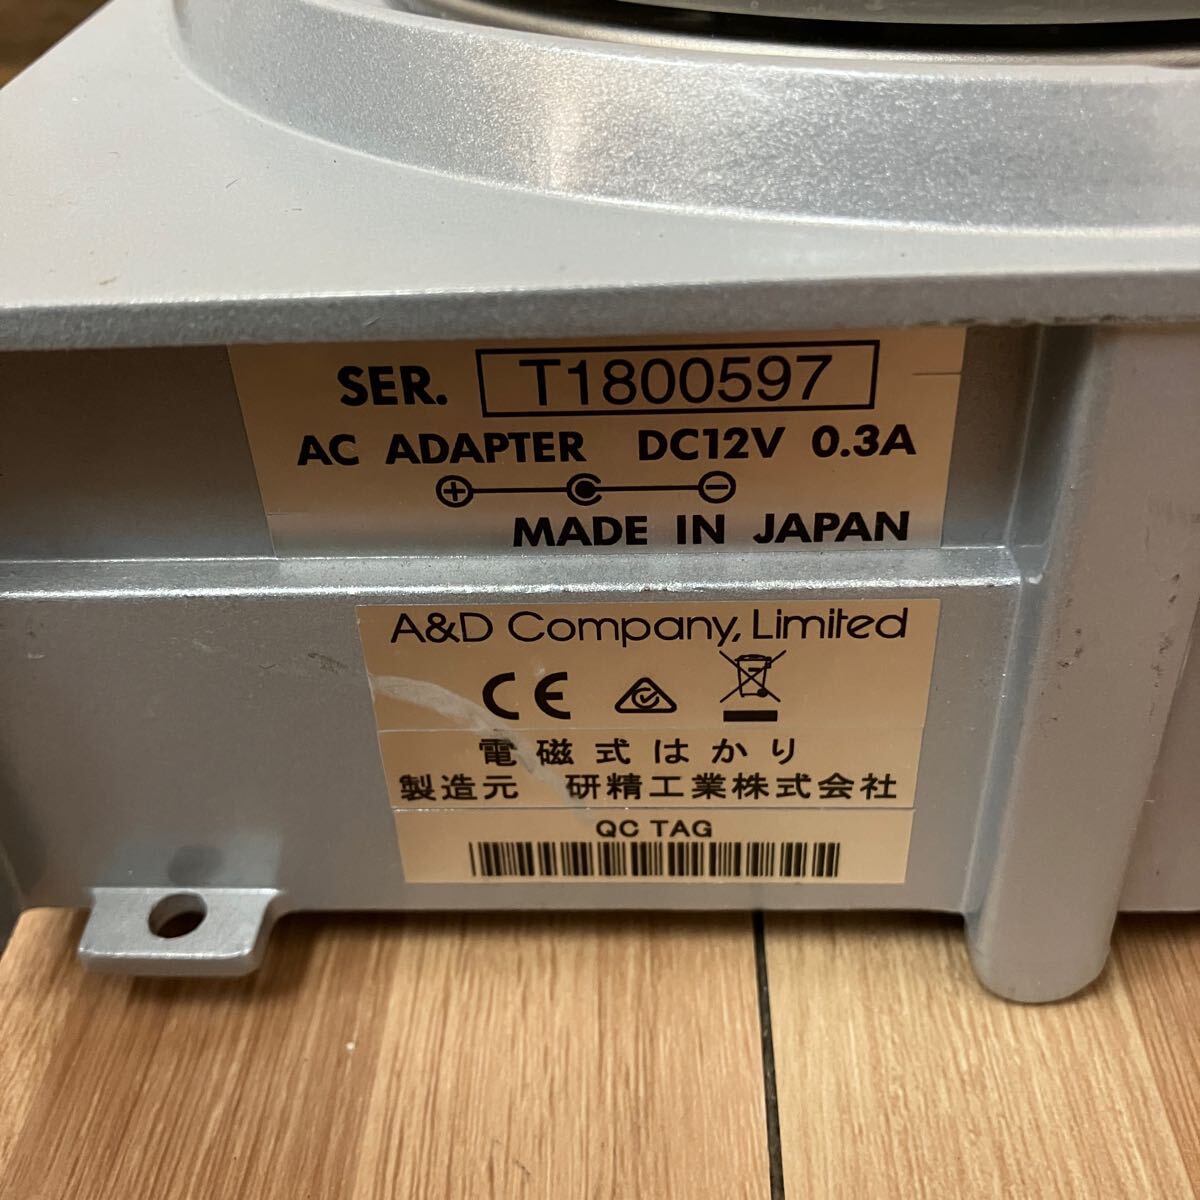 SER. T1800597
AC ADAPTER DC12V 0.3A
MADE IN JAPAN
A&D Company, Limited
CE
電磁式はかり
製造元 研精工業株式会社
QC TAG